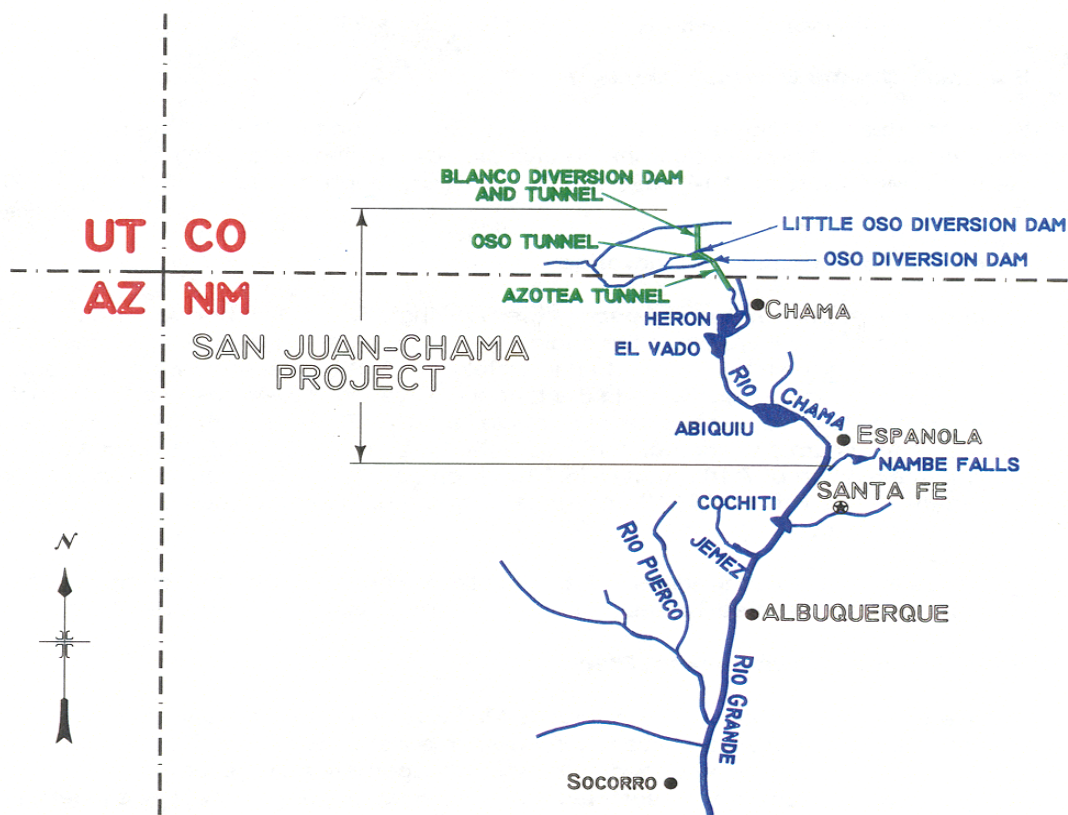 BLANCO DIVERSION DAM
AND TUNNEL
LITTLE OSO DIVERSION DAM
UT CO
OSO TUNNEL
OSO DIVERSION DAM
AZ NM
AZOTEA TUNNEL
CHAMA
HERON
SAN JUAN-CHAMA
PROJECT
EL VADO
RIO CHAMA
ABIQUIU
ESPANOLA
NAMBE FALLS
SANTA FE
COCHITI
N
RIO PUERCO
JEMEZ
ALBUQUERQUE
RIO GRANDE
SOCORRO